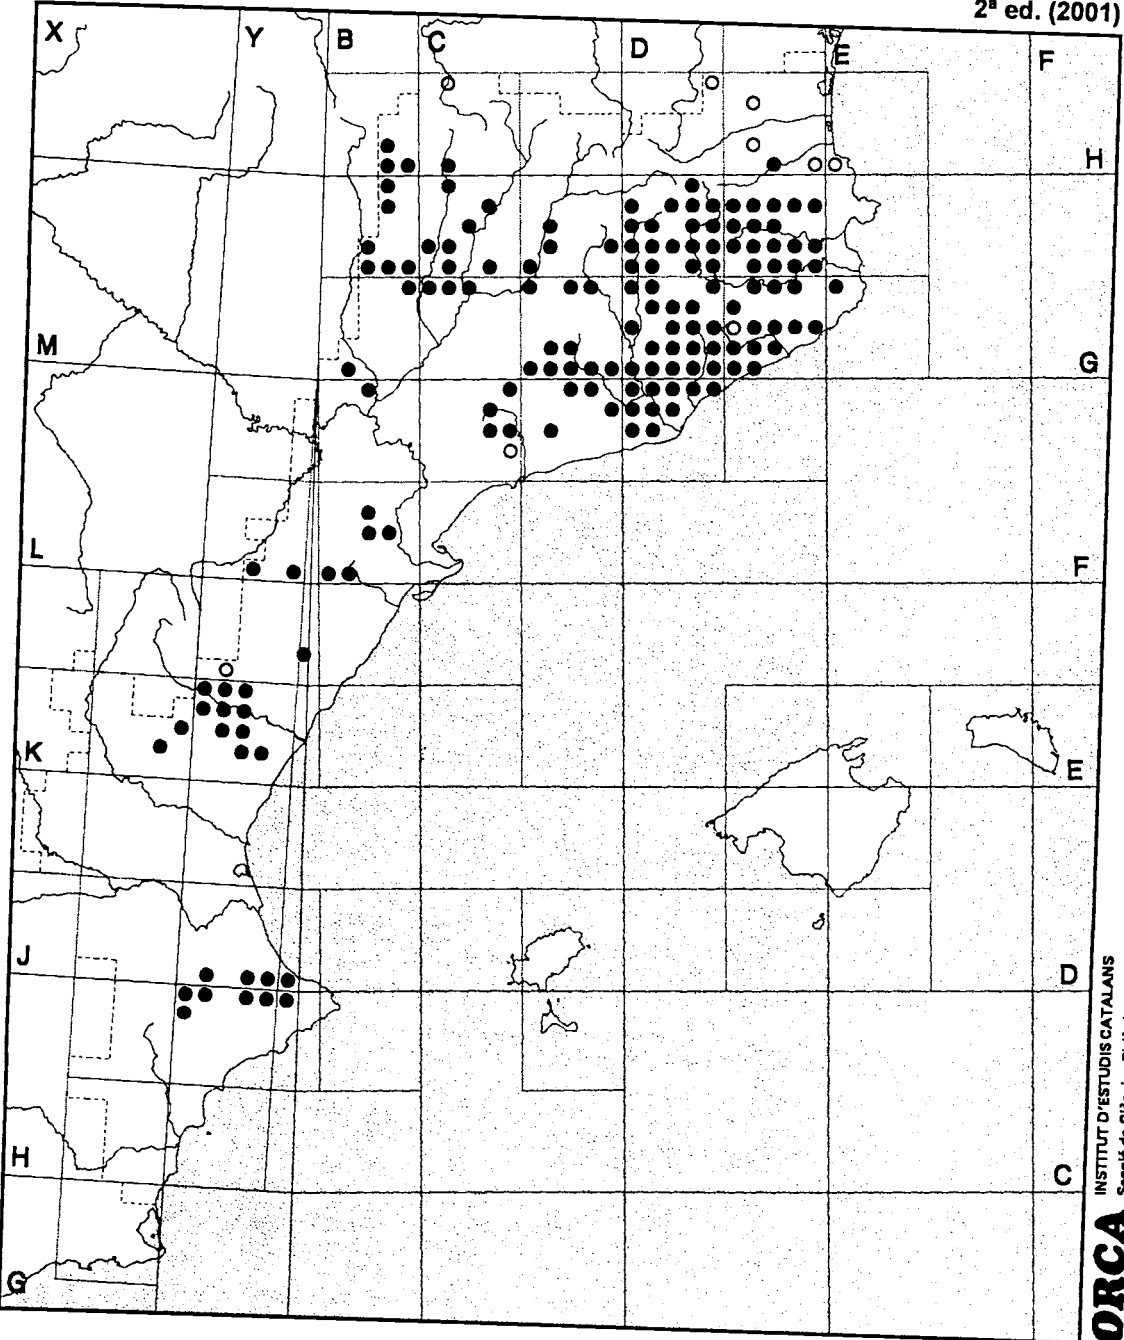 2ª ed. (2001)
X Y B C D E F
H
M G
L F
K E
J D
H C
G
ORCA INSTITUT D'ESTUDIS CATALANS